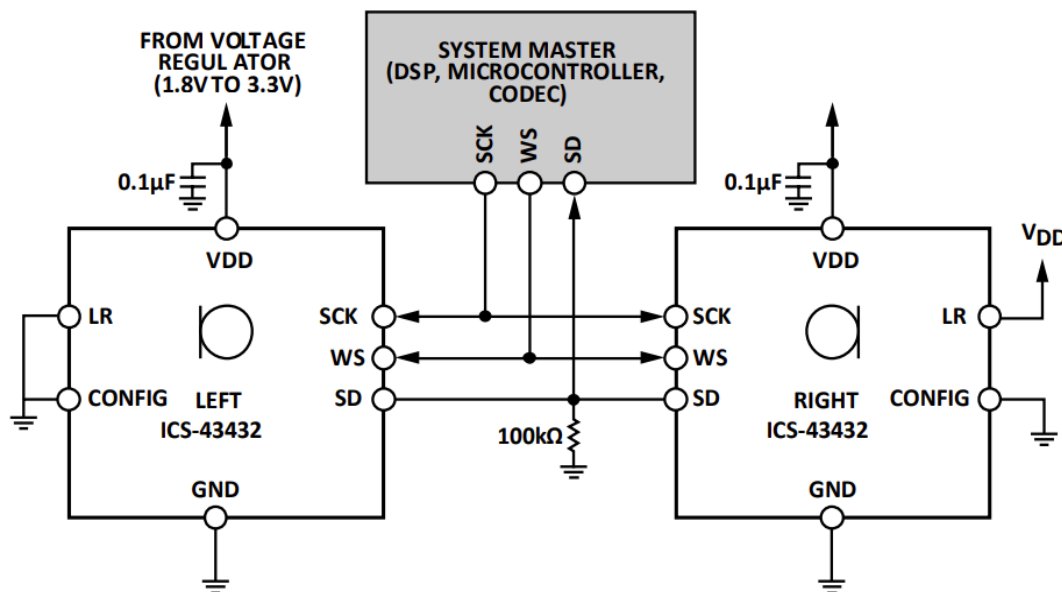 FROM VOLTAGE
REGUL ATOR
(1.8V TO 3.3V)
SYSTEM MASTER
(DSP, MICROCONTROLLER,
CODEC)
SCK
WS
SD
0.1µF
0.1µF
VDD
LR
CONFIG
LEFT
ICS-43432
SCK
WS
SD
GND
100kΩ
VDD
VDD
SCK
WS
SD
LR
CONFIG
RIGHT
ICS-43432
GND